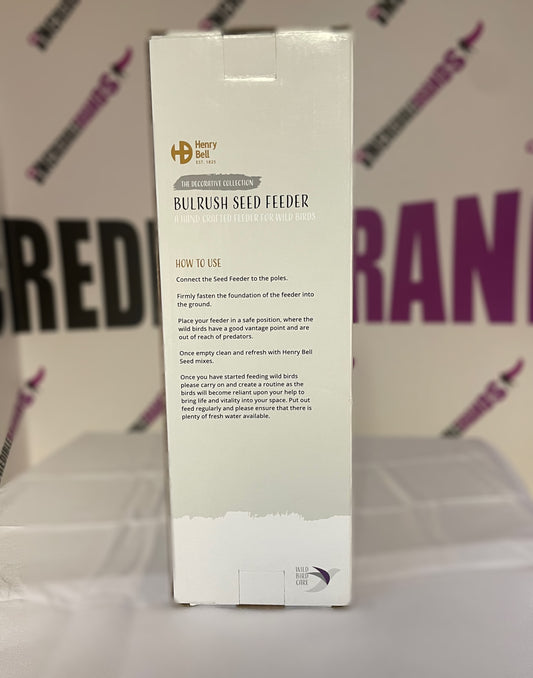 INCREDIBLEBRANDS
INCREDIBLEBRANDS
INCREDIBLEBRANDS
REDI
RAN
Henry
Bell
EST. 1825
THE DECORATIVE COLLECTION
BULRUSH SEED FEEDER
A HAND CRAFTED FEEDER FOR WILD BIRDS
HOW TO USE
Connect the Seed Feeder to the poles.
Firmly fasten the foundation of the feeder into
the ground.
Place your feeder in a safe position, where the
wild birds have a good vantage point and are
out of reach of predators.
Once empty clean and refresh with Henry Bell
Seed mixes.
Once you have started feeding wild birds
please carry on and create a routine as the
birds will become reliant upon your help to
bring life and vitality into your space. Put out
feed regularly and please ensure that there is
plenty of fresh water available.
WILD
BIRD
CARE